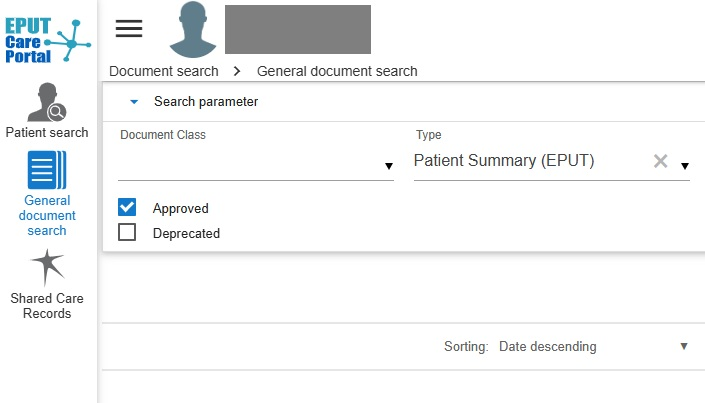 EPUT
Care
Portal
Document search > General document search
Search parameter
Document Class
Type
Patient Summary (EPUT)
Approved
Deprecated
Patient search
General
document
search
Shared Care
Records
Sorting: Date descending